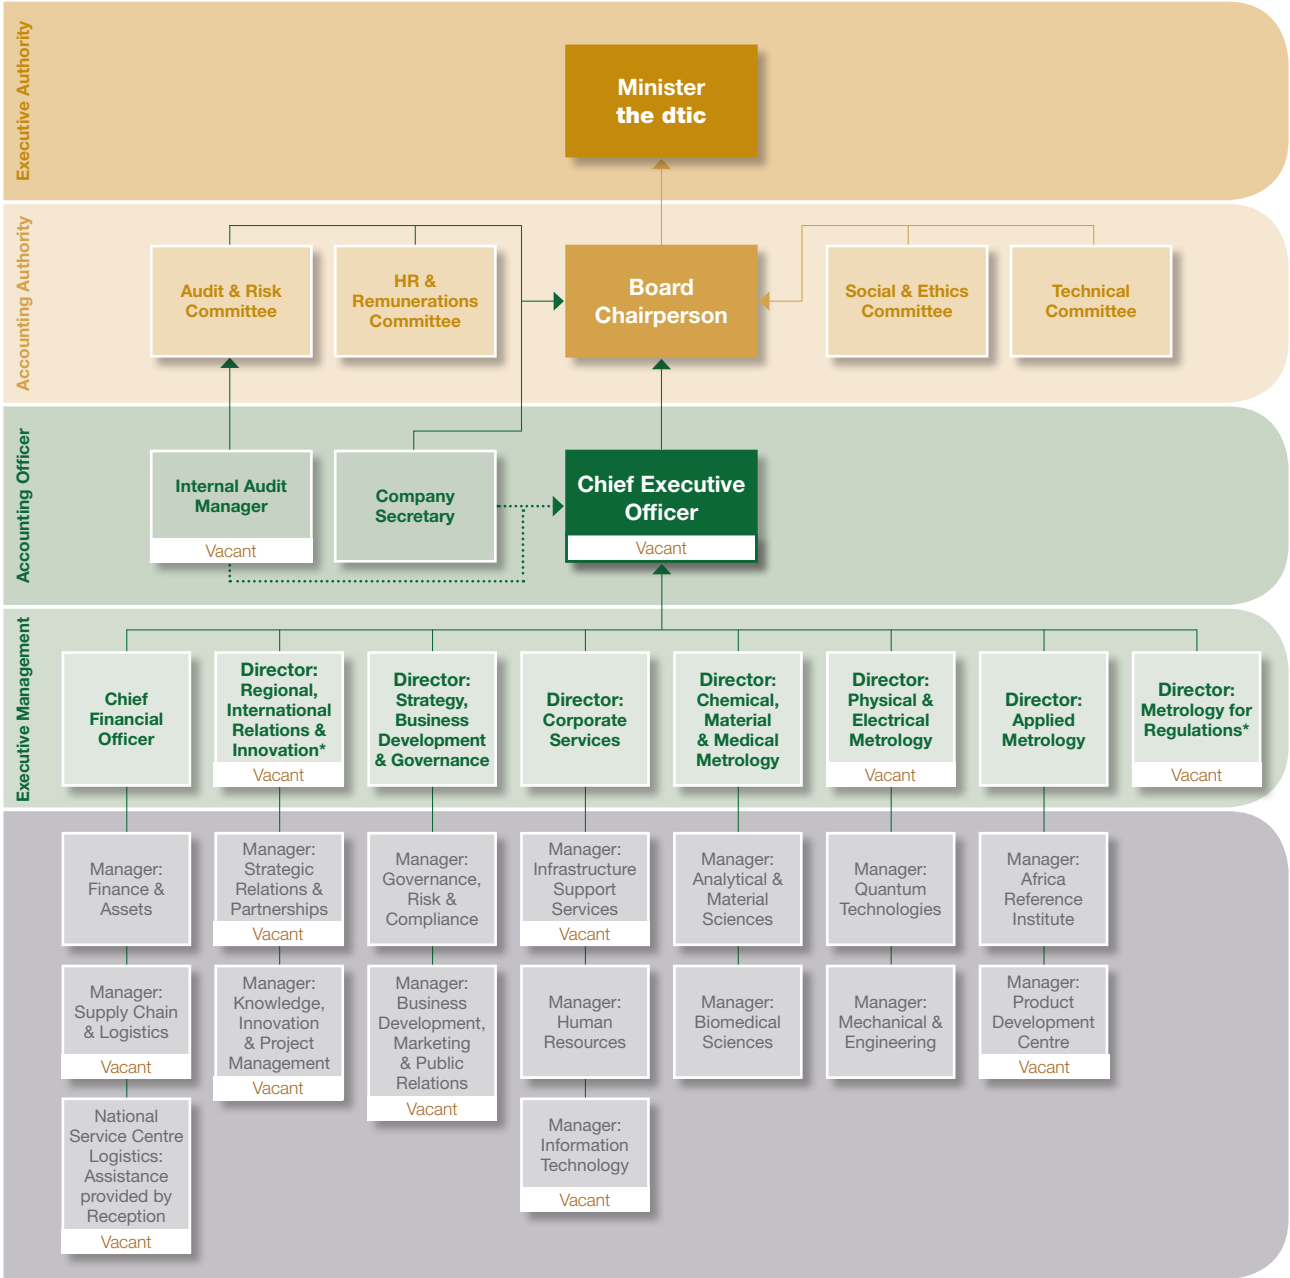 Executive Authority
Minister
the dtic
Accounting Authority
Audit & Risk
Committee
HR &
Remunerations
Committee
Board
Chairperson
Social & Ethics
Committee
Technical
Committee
Accounting Officer
Internal Audit
Manager
Vacant
Company
Secretary
Chief Executive
Officer
Vacant
Executive Management
Chief
Financial
Officer
Director:
Regional,
International
Relations &
Innovation*
Vacant
Director:
Strategy,
Business
Development
& Governance
Director:
Corporate
Services
Director:
Chemical,
Material
& Medical
Metrology
Director:
Physical &
Electrical
Metrology
Vacant
Director:
Applied
Metrology
Director:
Metrology for
Regulations*
Vacant
Manager:
Finance &
Assets
Manager:
Strategic
Relations &
Partnerships
Vacant
Manager:
Governance,
Risk &
Compliance
Manager:
Infrastructure
Support
Services
Vacant
Manager:
Analytical &
Material
Sciences
Manager:
Quantum
Technologies
Manager:
Africa
Reference
Institute
Manager:
Supply Chain
& Logistics
Vacant
Manager:
Knowledge,
Innovation
& Project
Management
Vacant
Manager:
Business
Development,
Marketing
& Public
Relations
Vacant
Manager:
Human
Resources
Manager:
Biomedical
Sciences
Manager:
Mechanical &
Engineering
Manager:
Product
Development
Centre
Vacant
National
Service Centre
Logistics:
Assistance
provided by
Reception
Vacant
Manager:
Information
Technology
Vacant